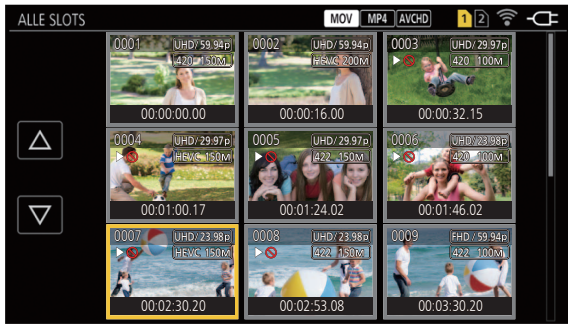 ALLE SLOTS MOV MP4 AVCHD 1 2
0001 UHD/59.94p
420 150M
00:00:00.00
0002 UHD/59.94p
HEVC 200M
00:00:16.00
0003 UHD/29.97p
420 100M
00:00:32.15
0004 UHD/29.97p
HEVC 150M
00:01:00.17
0005 UHD/29.97p
422 150M
00:01:24.02
0006 UHD/23.98p
420 100M
00:01:46.02
0007 UHD/23.98p
HEVC 150M
00:02:30.20
0008 UHD/23.98p
422 150M
00:02:53.08
0009 FHD/59.94p
422 100M
00:03:30.20